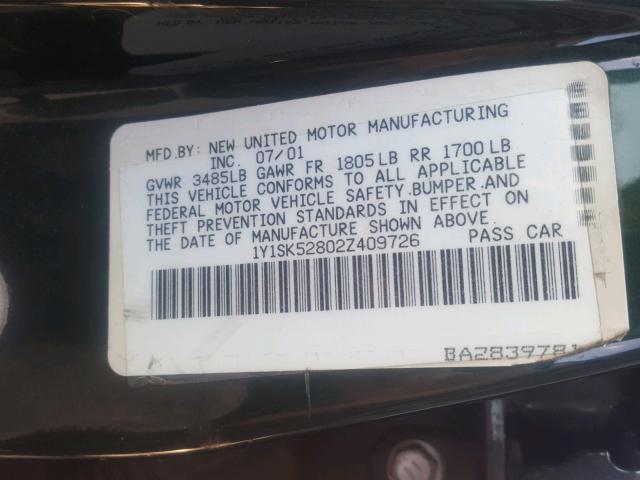 MFD.BY: NEW UNITED MOTOR MANUFACTURING
INC. 07/01
GVWR 3485LB GAWR FR 1805LB RR 1700LB
THIS VEHICLE CONFORMS TO ALL APPLICABLE
FEDERAL MOTOR VEHICLE SAFETY.BUMPER.AND
THEFT PREVENTION STANDARDS IN EFFECT ON
THE DATE OF MANUFACTURE SHOWN ABOVE.
1Y1SK52802Z409726 PASS CAR
BA2839781